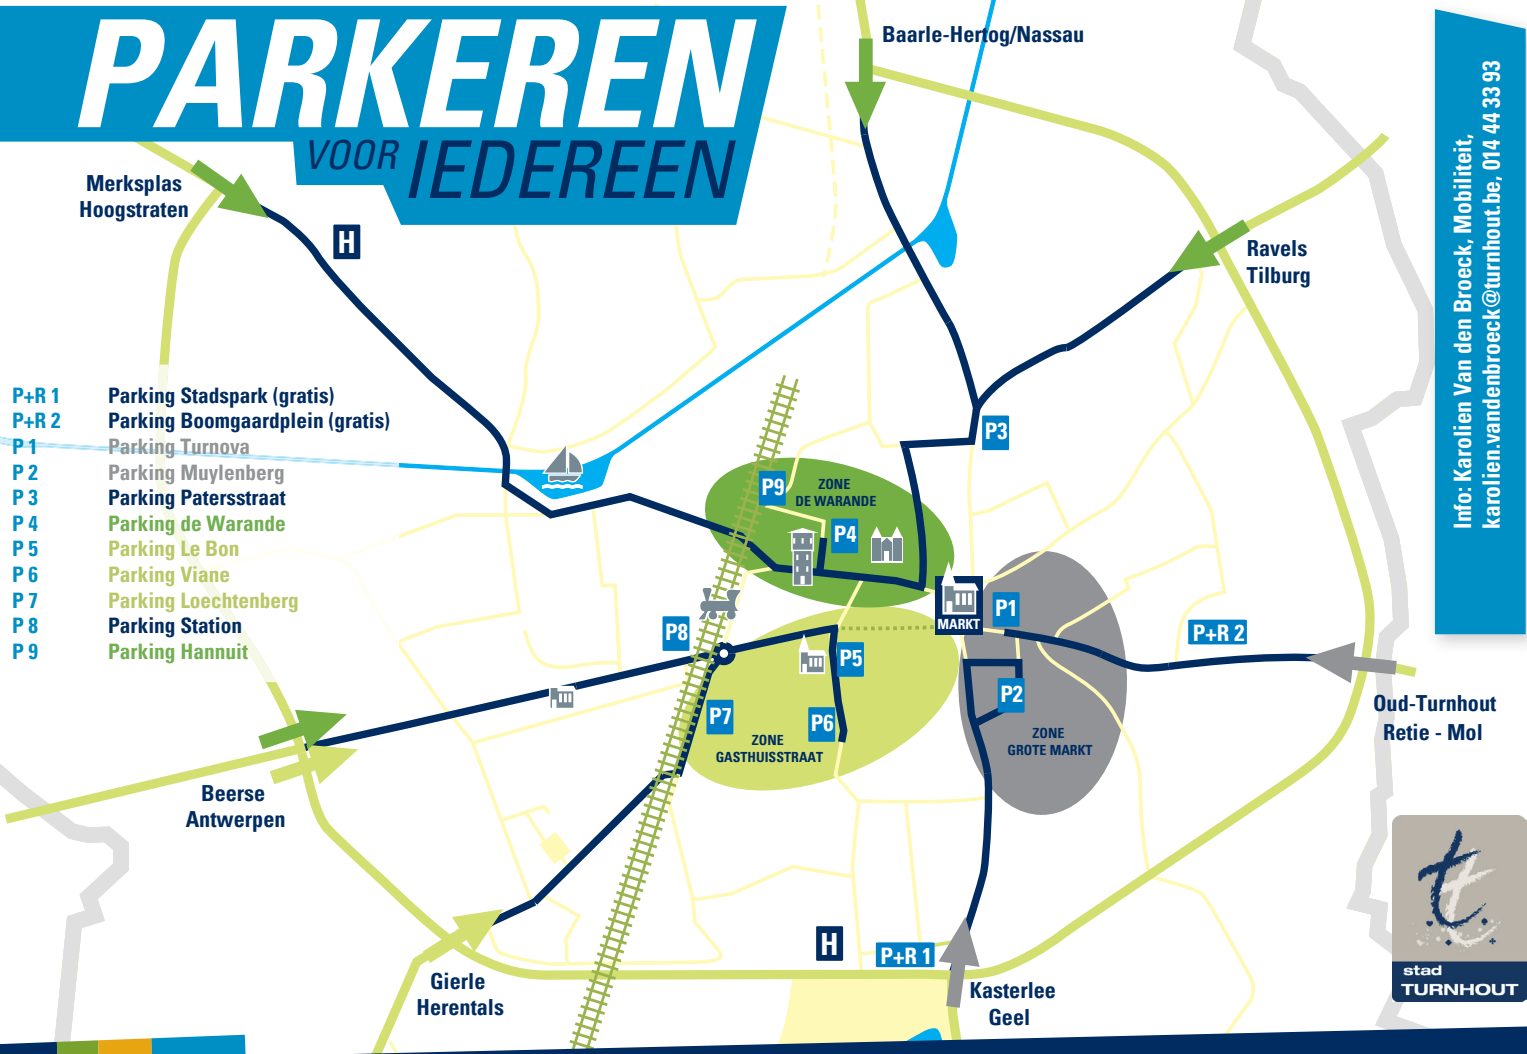 PARKEREN
VOOR IEDEREEN
Baarle-Hertog/Nassau
Merksplas
Hoogstraten
H
Ravels
Tilburg
Info: Karolien Van den Broeck, Mobiliteit,
karolien.vandenbroeck@turnhout.be, 014 44 33 93
P+R 1 Parking Stadspark (gratis)
P+R 2 Parking Boomgaardplein (gratis)
P 1 Parking Turnova
P 2 Parking Muylenberg
P 3 Parking Patersstraat
P 4 Parking de Warande
P 5 Parking Le Bon
P 6 Parking Viane
P 7 Parking Loechtenberg
P 8 Parking Station
P 9 Parking Hannuit
P3
P9
ZONE
DE WARANDE
P4
MARKT
P1
P8
P5
P+R 2
P2
P7
P6
ZONE
GASTHUISSTRAAT
ZONE
GROTE MARKT
Oud-Turnhout
Retie - Mol
Beerse
Antwerpen
H
P+R 1
Gierle
Herentals
Kasterlee
Geel
tt
stad
TURNHOUT